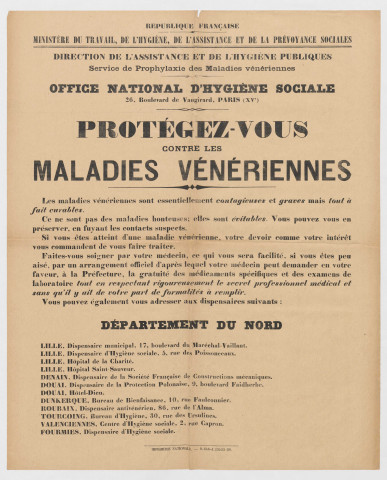 RÉPUBLIQUE FRANÇAISE
MINISTÈRE DU TRAVAIL, DE L'HYGIÈNE, DE L'ASSISTANCE ET DE LA PRÉVOYANCE SOCIALES
DIRECTION DE L'ASSISTANCE ET DE L'HYGIÈNE PUBLIQUES
Service de Prophylaxie des Maladies vénériennes
OFFICE NATIONAL D'HYGIÈNE SOCIALE
26, Boulevard de Vaugirard, PARIS (XVe)
PROTÉGEZ-VOUS
CONTRE LES
MALADIES VÉNÉRIENNES
Les maladies vénériennes sont essentiellement contagieuses et graves mais tout à
fait curables.
Ce ne sont pas des maladies honteuses; elles sont évitables. Vous pouvez vous en
préserver, en fuyant les contacts suspects.
Si vous êtes atteint d'une maladie vénérienne, votre devoir comme votre intérêt
vous commandent de vous faire traiter.
Faites-vous soigner par votre médecin, ce qui vous sera facilité, si vous êtes peu
aisé, par un arrangement officiel d'après lequel votre médecin peut demander en votre
faveur, à la Préfecture, la gratuité des médicaments spécifiques et des examens de
laboratoire tout en respectant rigoureusement le secret professionnel médical et
sans qu'il y ait de votre part de formalités à remplir.
Vous pouvez également vous adresser aux dispensaires suivants :
DÉPARTEMENT DU NORD
LILLE. Dispensaire municipal, 17, boulevard du Maréchal-Vaillant.
LILLE. Dispensaire d'Hygiène sociale, 5, rue des Poissonceaux.
LILLE. Hôpital de la Charité.
LILLE. Hôpital Saint-Sauveur.
DENAIN. Dispensaire de la Société Française de Constructions mécaniques.
DOUAI. Dispensaire de la Protection Polonaise, 9, boulevard Faidherbe.
DOUAI. Hôtel-Dieu.
DUNKERQUE. Bureau de Bienfaisance, 10, rue Faulconnier.
ROUBAIX. Dispensaire antivénérien, 86, rue de l'Alma.
TOURCOING. Bureau d'Hygiène, 30, rue des Ursulines.
VALENCIENNES. Centre d'Hygiène sociale, 2, rue Capron.
FOURMIES. Dispensaire d'Hygiène sociale.
IMPRIMERIE NATIONALE.